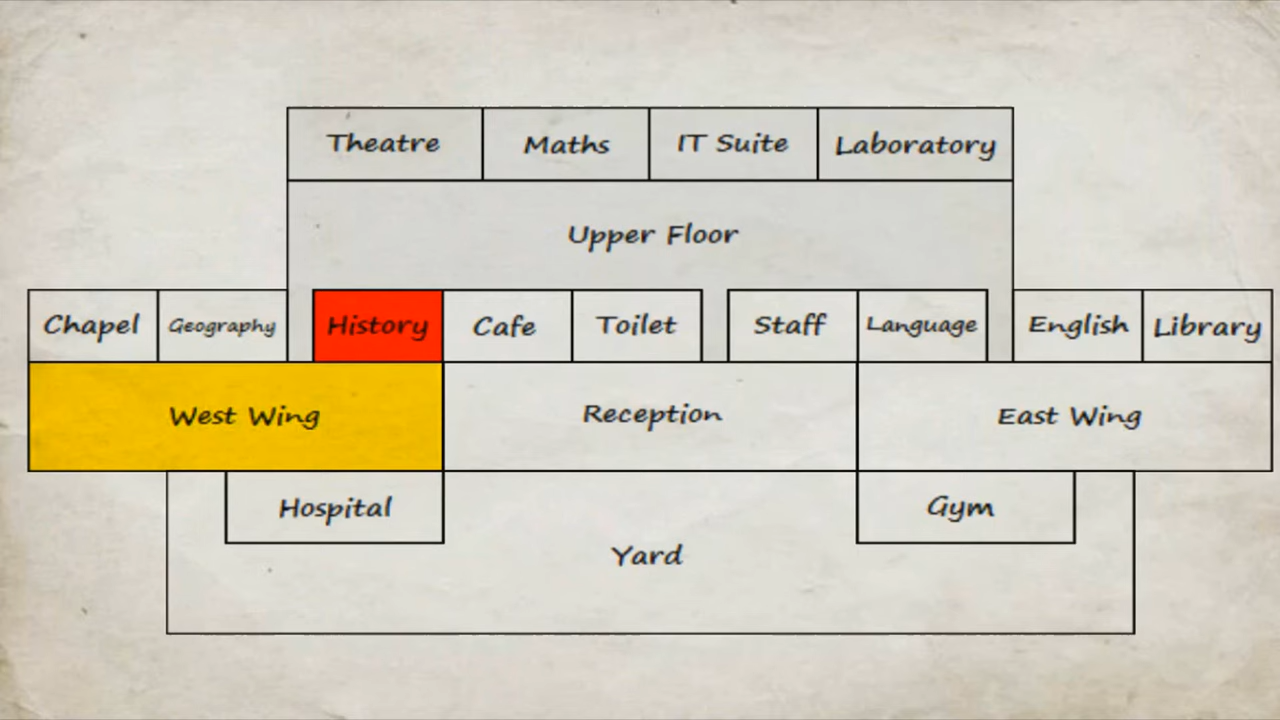 Theatre
Maths
IT Suite
Laboratory
Upper Floor
Chapel
Geography
History
Cafe
Toilet
Staff
Language
English
Library
West Wing
Reception
East Wing
Hospital
Gym
Yard